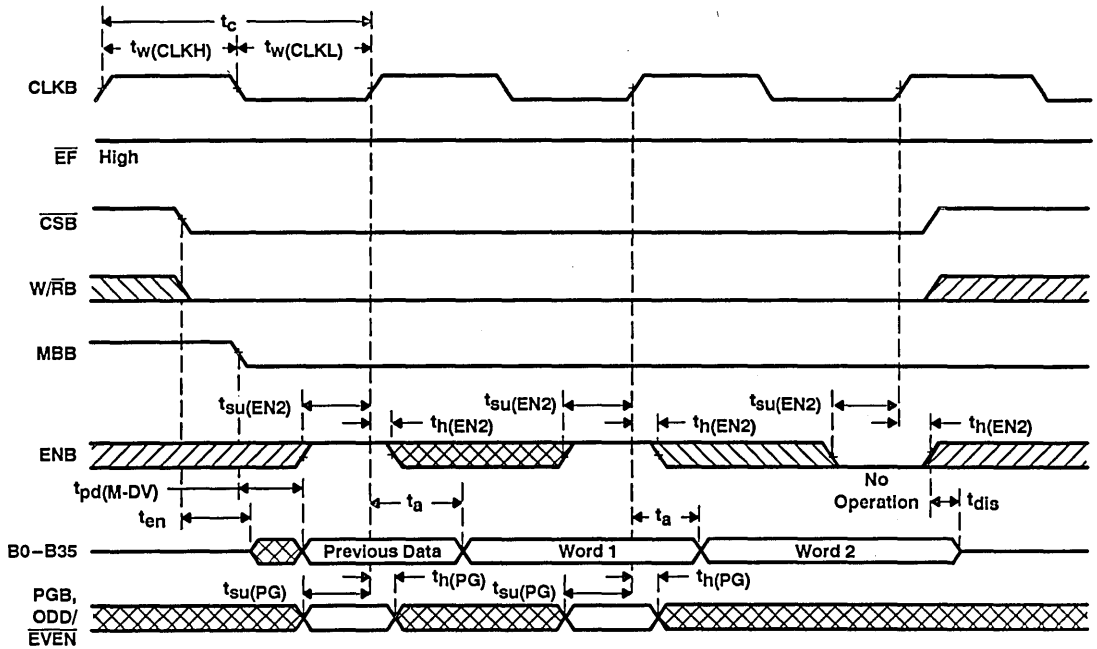 tc
tw(CLKH) tw(CLKL)
CLKB
EF High
CSB
W/RB
MBB
tsu(EN2) tsu(EN2) tsu(EN2)
th(EN2) th(EN2) th(EN2)
ENB
No
Operation
tpd(M-DV)
ta ta tdis
ten
B0–B35 Previous Data Word 1 Word 2
tsu(PG) th(PG) tsu(PG) th(PG)
PGB,
ODD/
EVEN